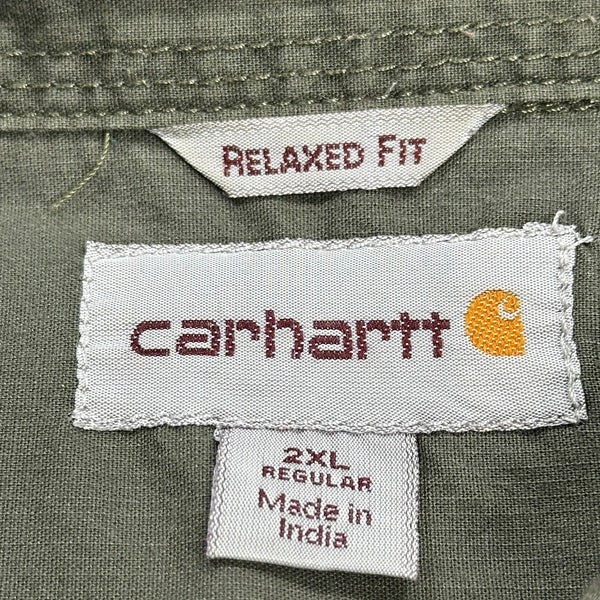 RELAXED FIT
carhartt
2XL
REGULAR
Made in
India